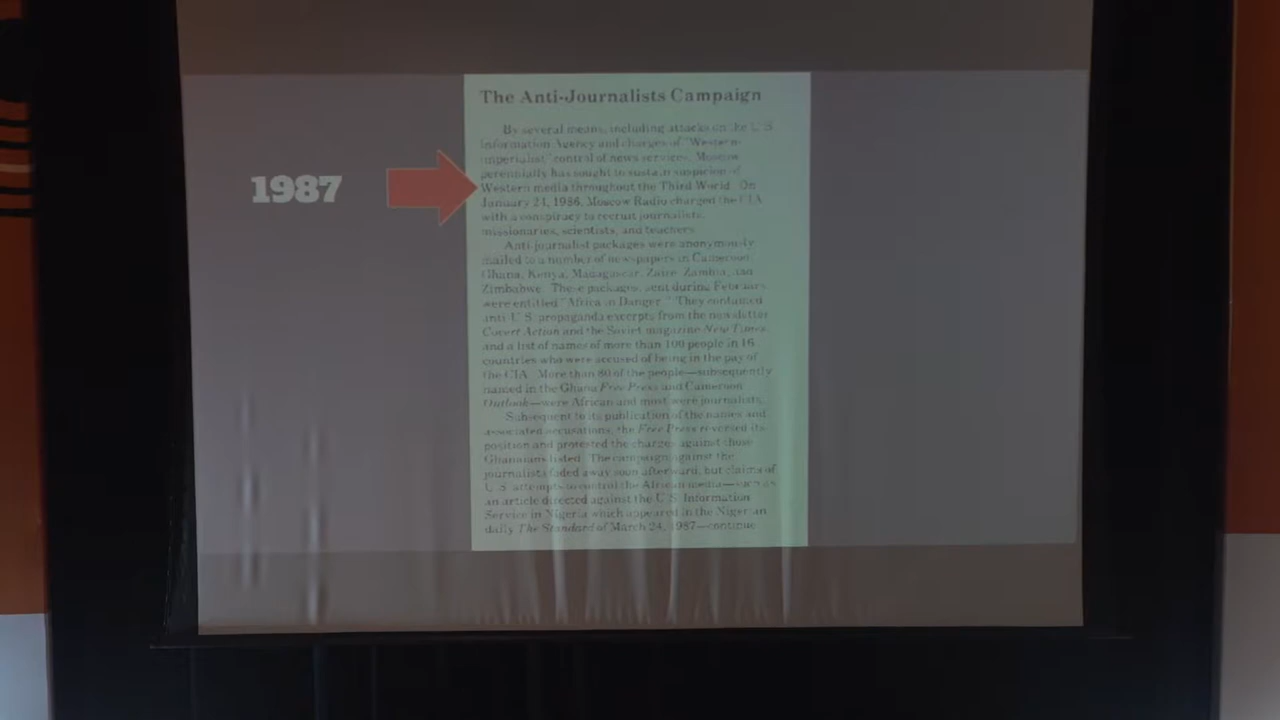 1987
The Anti-Journalists Campaign
By several means, including attacks on the U.S.
Information Agency and charges of "Western-
imperialist" control of news services, Moscow
perennially has sought to sustain suspicion of
Western media throughout the Third World. On
January 24, 1986, Moscow Radio charged the CIA
with a conspiracy to recruit journalists,
missionaries, scientists, and teachers.
Anti-journalist packages were anonymously
mailed to a number of newspapers in Cameroon,
Ghana, Kenya, Madagascar, Zaire, Zambia, and
Zimbabwe. These packages, sent during February,
were entitled "Africa in Danger." They contained
anti-U.S. propaganda excerpts from the newsletter
Covert Action and the Soviet magazine New Times,
and a list of names of more than 100 people in 16
countries who were accused of being in the pay of
the CIA. More than 80 of the people—subsequently
named in the Ghana Free Press and Cameroon
Outlook—were African and most were journalists.
Subsequent to its publication of the names and
associated accusations, the Free Press reversed its
position and protested the charges against those
Ghanaians listed. The campaign against the
journalists faded away soon afterward, but claims of
U.S. attempts to control the African media—such as
an article directed against the U.S. Information
Service in Nigeria which appeared in the Nigerian
daily The Standard of March 24, 1987—continue.